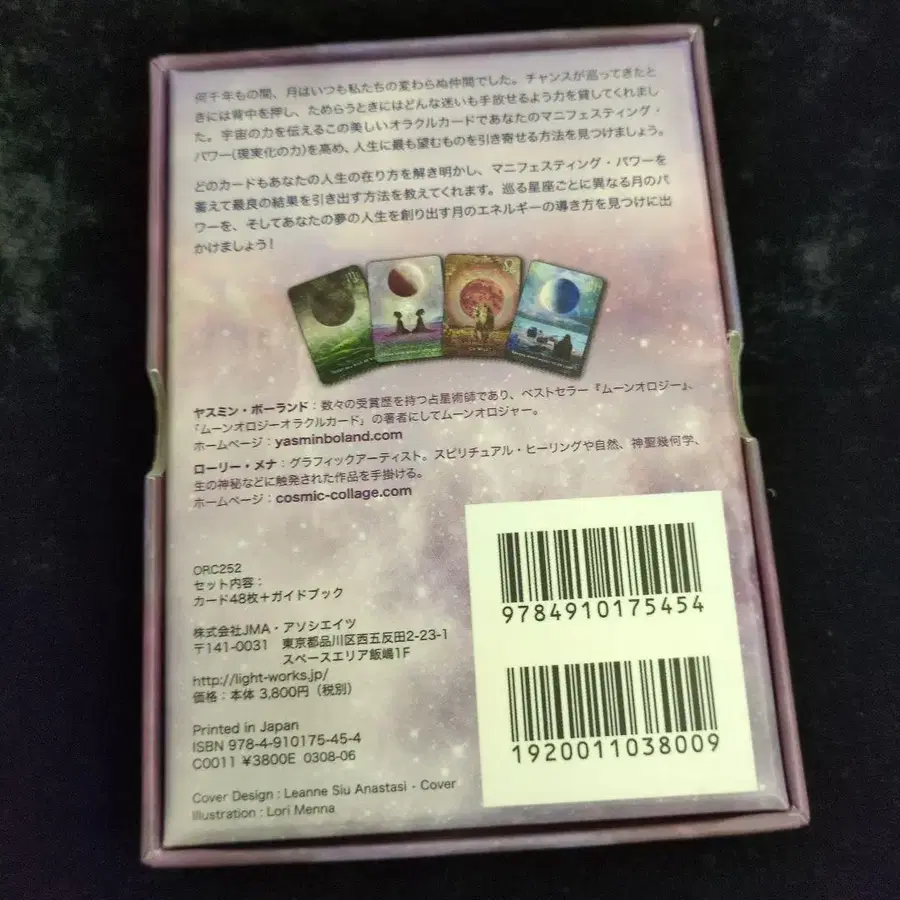 何千年もの間、月はいつも私たちの変わらぬ仲間でした。チャンスが巡ってきたと
きには背中を押し、ためらうときにはどんな迷いも手放せるよう力を貸してくれまし
た。宇宙の力を伝えるこの美しいオラクルカードであなたのマニフェスティング・
パワー(現実化の力)を高め、人生に最も望むものを引き寄せる方法を見つけましょう。
どのカードもあなたの人生の在り方を解き明かし、マニフェスティング・パワーを
蓄えて最良の結果を引き出す方法を教えてくれます。巡る星座ごとに異なる月のパ
ワーを、そしてあなたの夢の人生を創り出す月のエネルギーの導き方を見つけに出
かけましょう!
ヤスミン・ボーランド：数々の受賞歴を持つ占星術師であり、ベストセラー『ムーンオロジー』、
『ムーンオロジーオラクルカード』の著者にしてムーンオロジャー。
ホームページ：yasminboland.com
ローリー・メナ：グラフィックアーティスト。スピリチュアル・ヒーリングや自然、神聖幾何学、
生の神秘などに触発された作品を手掛ける。
ホームページ：cosmic-collage.com
ORC252
セット内容：
カード48枚＋ガイドブック
株式会社JMA・アソシエイツ
〒141-0031 東京都品川区西五反田2-23-1
スペースエリア飯嶋1F
http://light-works.jp/
価格：本体 3,800円（税別）
Printed in Japan
ISBN 978-4-910175-45-4
C0011 ¥3800E 0308-06
Cover Design : Leanne Siu Anastasi・Cover
Illustration : Lori Menna
9784910175454
1920011038009